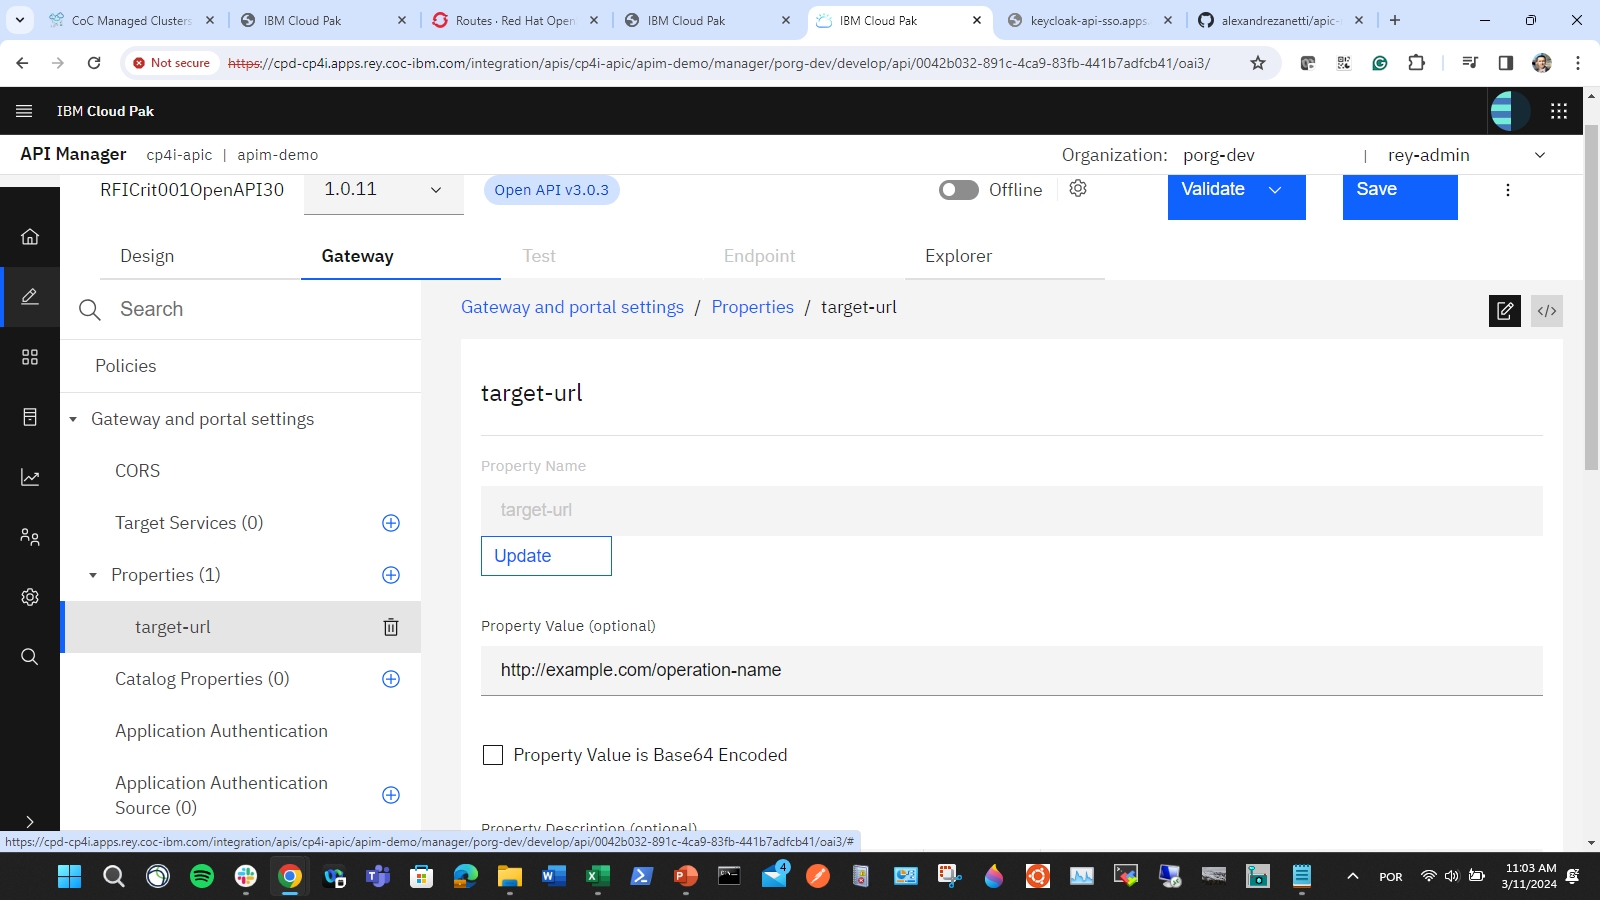 CoC Managed Clusters
IBM Cloud Pak
Routes · Red Hat Open
IBM Cloud Pak
IBM Cloud Pak
keycloak-api-sso.apps.
alexandrezanetti/apic-
Not secure
https://cpd-cp4i.apps.rey.coc-ibm.com/integration/apis/cp4i-apic/apim-demo/manager/porg-dev/develop/api/0042b032-891c-4ca9-83fb-441b7adfcb41/oai3/
IBM Cloud Pak
API Manager cp4i-apic | apim-demo
Organization: porg-dev | rey-admin
RFICrit001OpenAPI30 1.0.11 Open API v3.0.3 Offline Validate Save
Design Gateway Test Endpoint Explorer
Search
Gateway and portal settings / Properties / target-url
</>
Policies
Gateway and portal settings
CORS
Target Services (0)
Properties (1)
target-url
Catalog Properties (0)
Application Authentication
Application Authentication
Source (0)
target-url
Property Name
target-url
Update
Property Value (optional)
http://example.com/operation-name
Property Value is Base64 Encoded
Property Description (optional)
https://cpd-cp4i.apps.rey.coc-ibm.com/integration/apis/cp4i-apic/apim-demo/manager/porg-dev/develop/api/0042b032-891c-4ca9-83fb-441b7adfcb41/oai3/#
4
POR
11:03 AM
3/11/2024